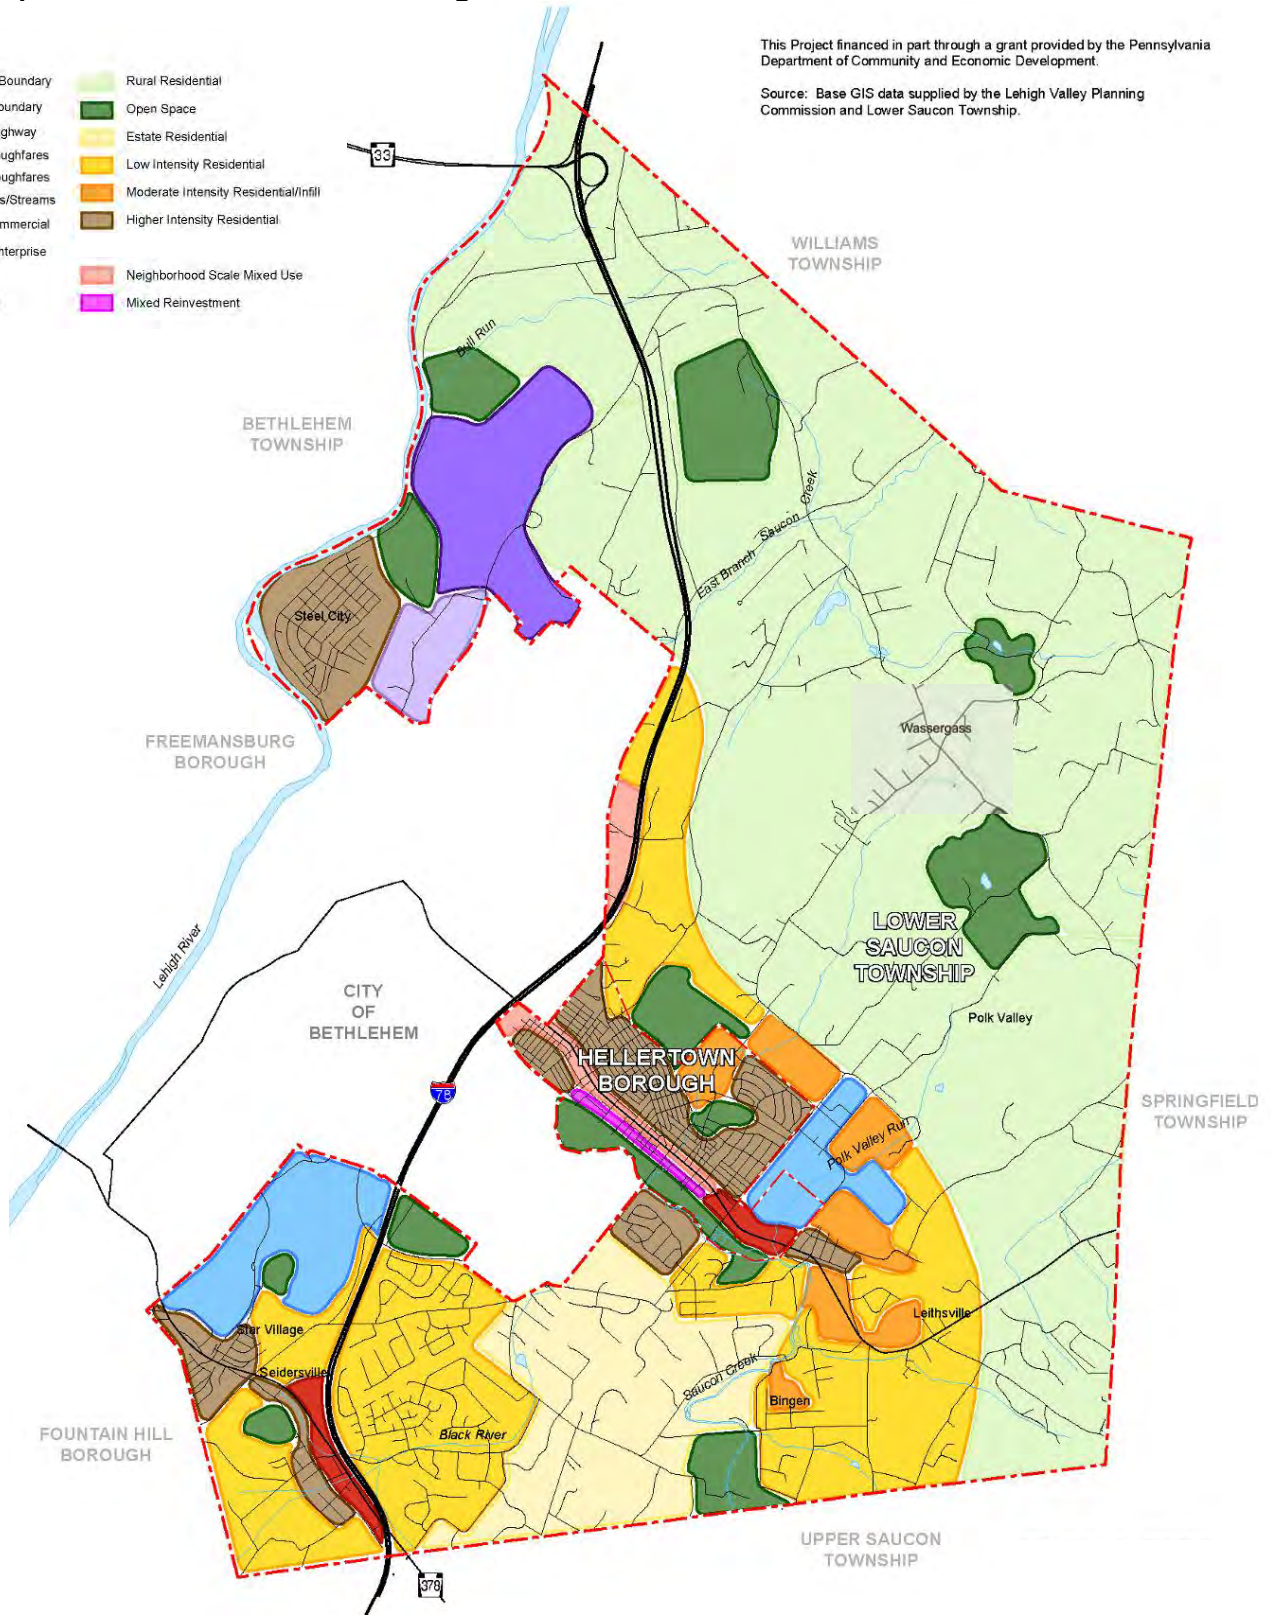 This Project financed in part through a grant provided by the Pennsylvania
Department of Community and Economic Development.
Source: Base GIS data supplied by the Lehigh Valley Planning
Commission and Lower Saucon Township.
Boundary
oundary
ghway
oughfares
oughfares
s/Streams
mmercial
nterprise
Rural Residential
Open Space
Estate Residential
Low Intensity Residential
Moderate Intensity Residential/Infill
Higher Intensity Residential
Neighborhood Scale Mixed Use
Mixed Reinvestment
33
WILLIAMS
TOWNSHIP
Bull Run
BETHLEHEM
TOWNSHIP
East Branch Saucon Creek
Steel City
Wassergass
FREEMANSBURG
BOROUGH
LOWER
SAUCON
TOWNSHIP
Lehigh River
CITY
OF
BETHLEHEM
Polk Valley
HELLERTOWN
BOROUGH
78
SPRINGFIELD
TOWNSHIP
Polk Valley Run
Leithsville
Star Village
Seidersville
Saucon Creek
Bingen
Black River
FOUNTAIN HILL
BOROUGH
UPPER SAUCON
TOWNSHIP
378